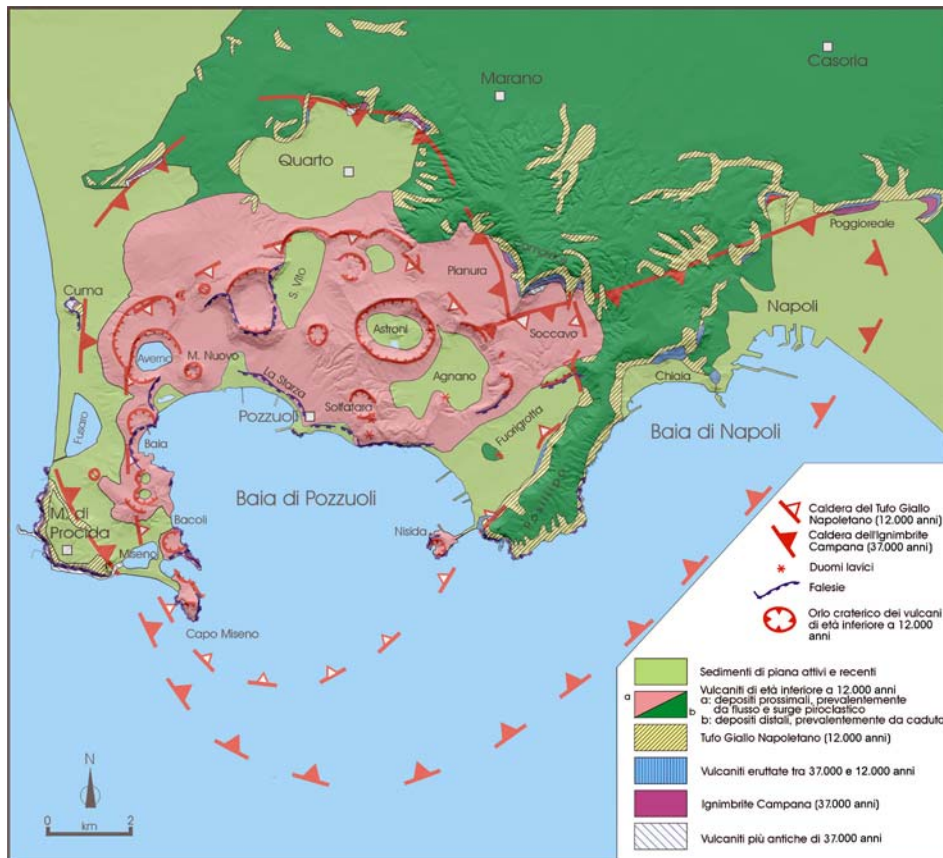 Casoria
Marano
Quarto
Poggioreale
Pianura
S. Vito
Cuma
Napoli
Astroni
Soccavo
Averno
M. Nuovo
Agnano
Chiaia
La Starza
Solfatara
Pozzuoli
Fuorigrotta
Fusaro
Baia
Baia di Napoli
Baia di Pozzuoli
Posillipo
M. di
Procida
Bacoli
Nisida
Miseno
Capo Miseno
Caldera del Tufo Giallo
Napoletano (12.000 anni)
Caldera dell'Ignimbrite
Campana (37.000 anni)
Duomi lavici
Falesie
Orlo craterico dei vulcani
di età inferiore a 12.000
anni
Sedimenti di piana attivi e recenti
Vulcaniti di età inferiore a 12.000 anni
a
a: depositi prossimali, prevalentemente
da flusso e surge piroclastico
b
b: depositi distali, prevalentemente da caduta
Tufo Giallo Napoletano (12.000 anni)
Vulcaniti eruttate tra 37.000 e 12.000 anni
Ignimbrite Campana (37.000 anni)
Vulcaniti più antiche di 37.000 anni
N
0 2
km